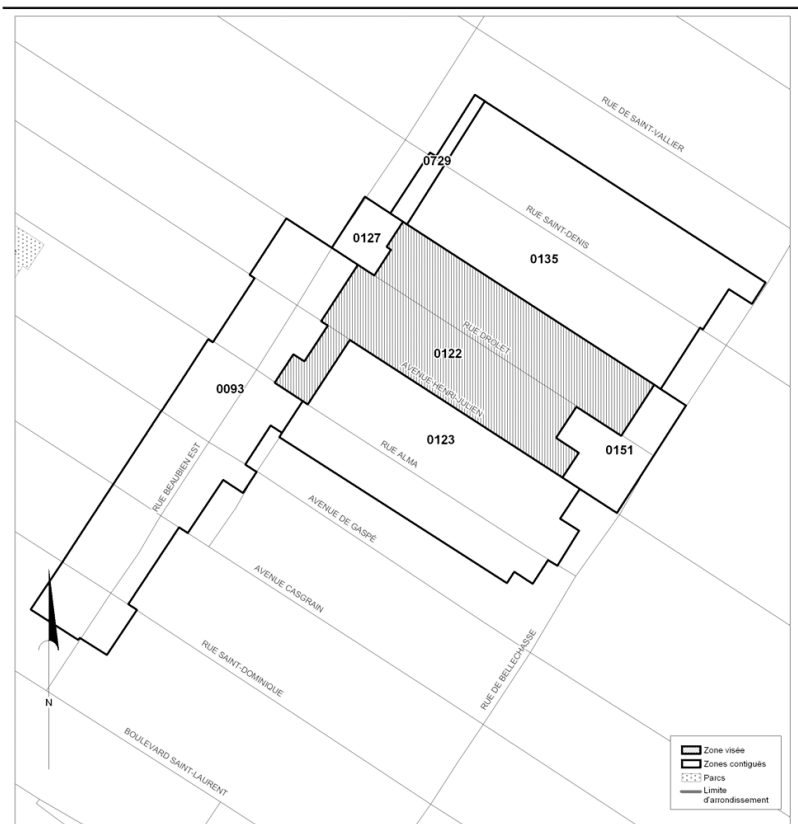 RUE DE SAINT-VALLIER
0729
RUE SAINT-DENIS
0127
0135
RUE DROLET
0122
AVENUE HENRI-JULIEN
0093
0123
RUE ALMA
0151
RUE BEAUBIEN EST
AVENUE DE GASPÉ
AVENUE CASGRAIN
RUE SAINT-DOMINIQUE
RUE DE BELLECHASSE
N
BOULEVARD SAINT-LAURENT
Zone visée
Zones contiguës
Parcs
Limite
d'arrondissement